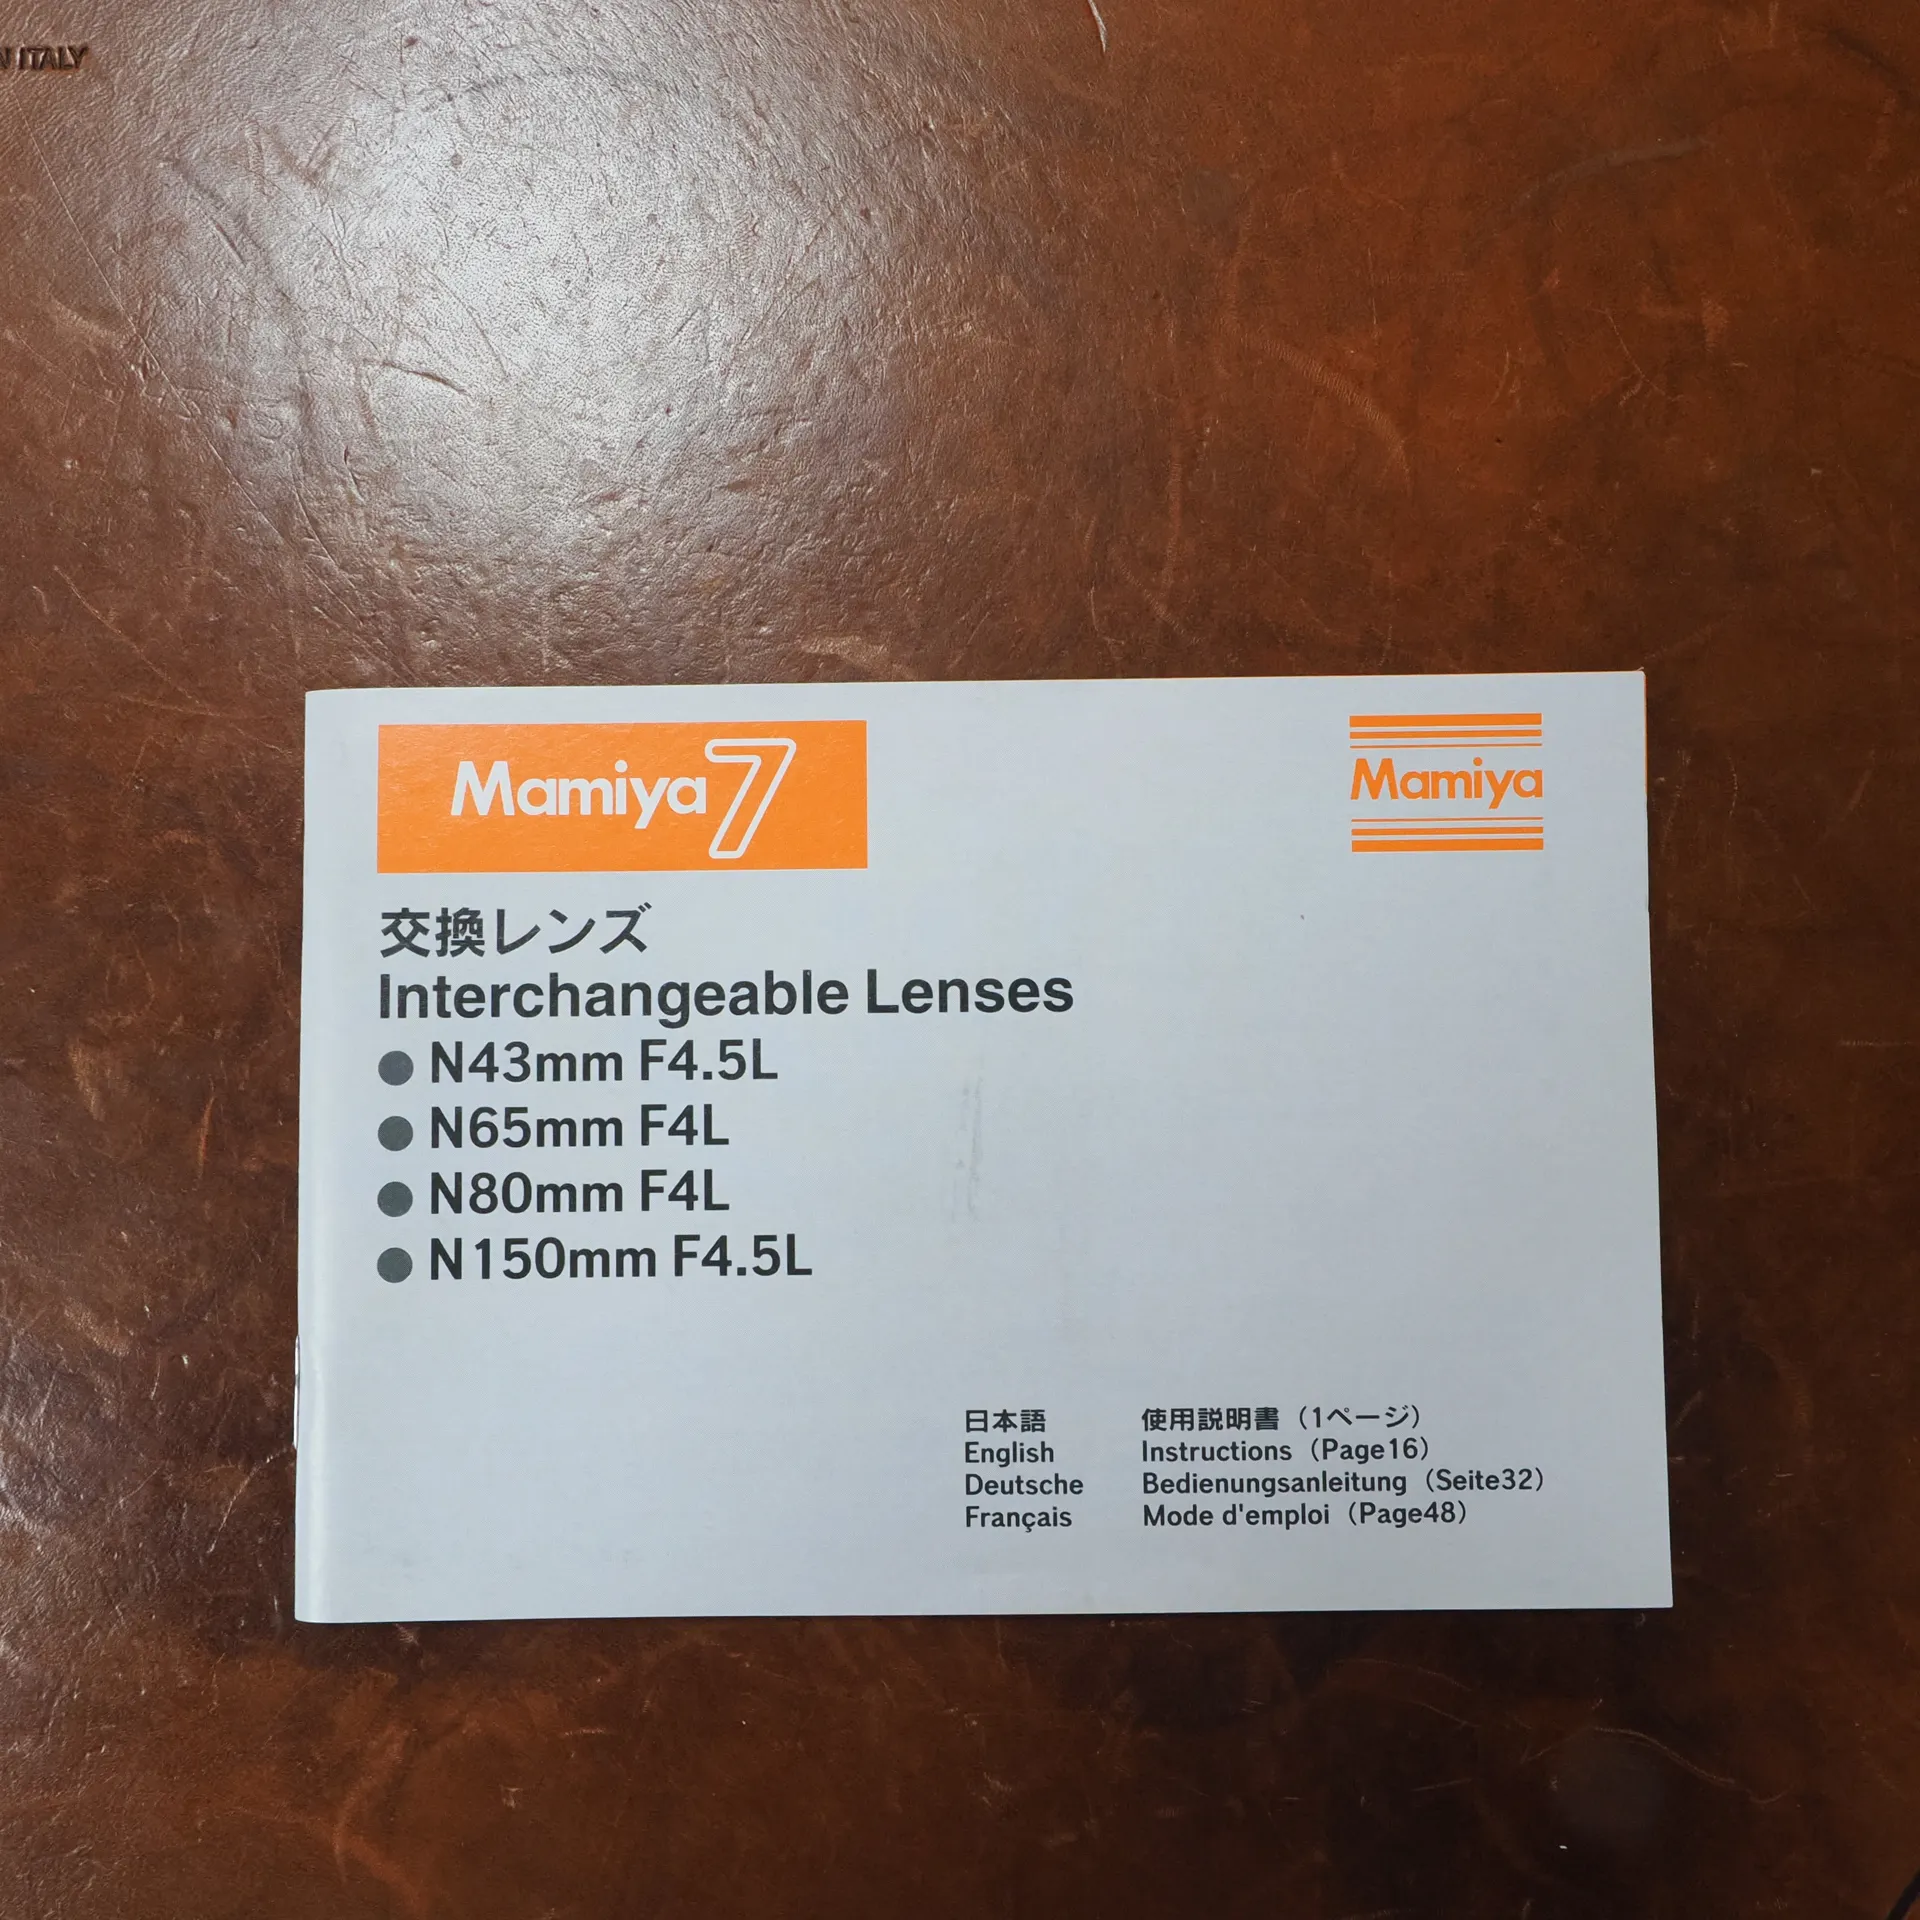 N ITALY
Mamiya 7
Mamiya
交換レンズ
Interchangeable Lenses
● N43mm F4.5L
● N65mm F4L
● N80mm F4L
● N150mm F4.5L
日本語 使用説明書（1ページ）
English Instructions（Page16）
Deutsche Bedienungsanleitung（Seite32）
Français Mode d'emploi（Page48）